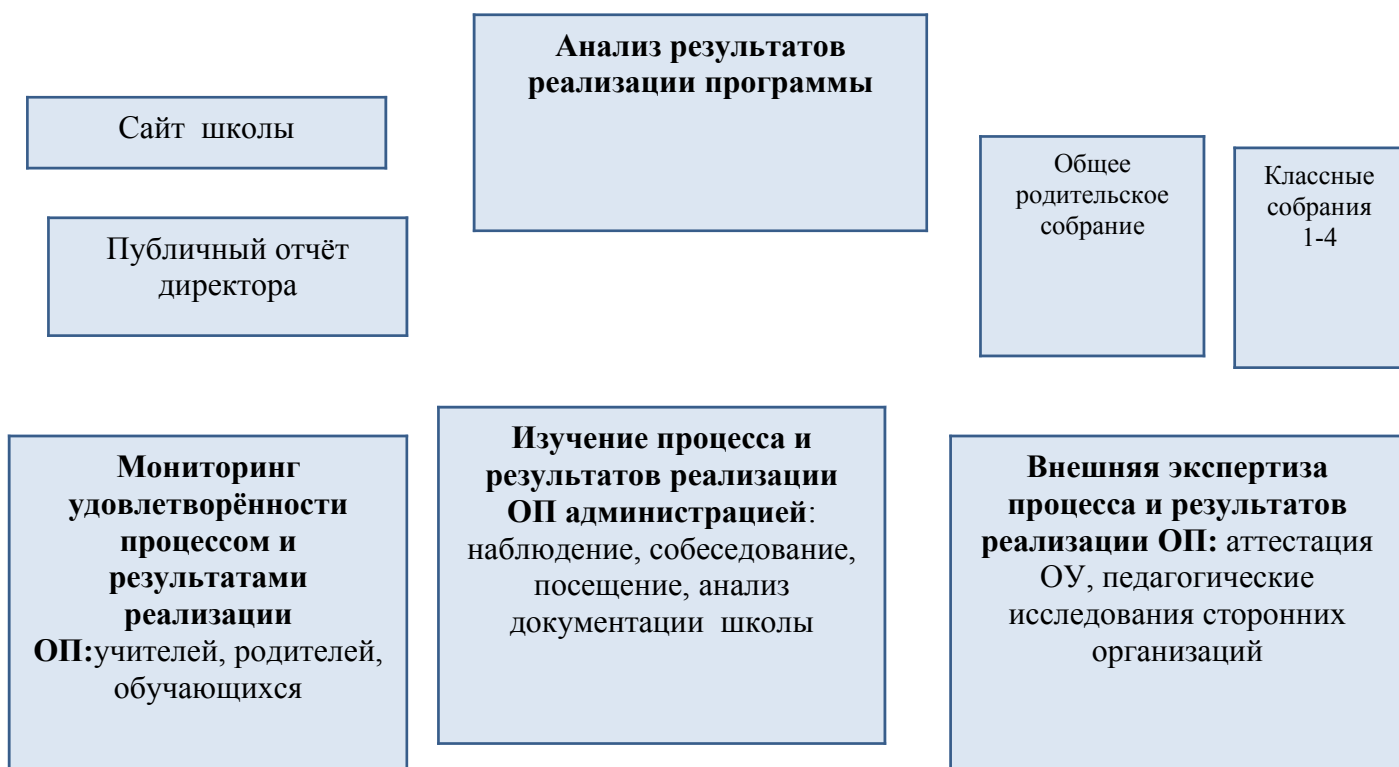 Анализ результатов
реализации программы
Сайт школы
Публичный отчёт
директора
Общее
родительское
собрание
Классные
собрания
1-4
Мониторинг
удовлетворённости
процессом и
результатами
реализации
ОП:учителей, родителей,
обучающихся
Изучение процесса и
результатов реализации
ОП администрацией:
наблюдение, собеседование,
посещение, анализ
документации школы
Внешняя экспертиза
процесса и результатов
реализации ОП: аттестация
ОУ, педагогические
исследования сторонних
организаций